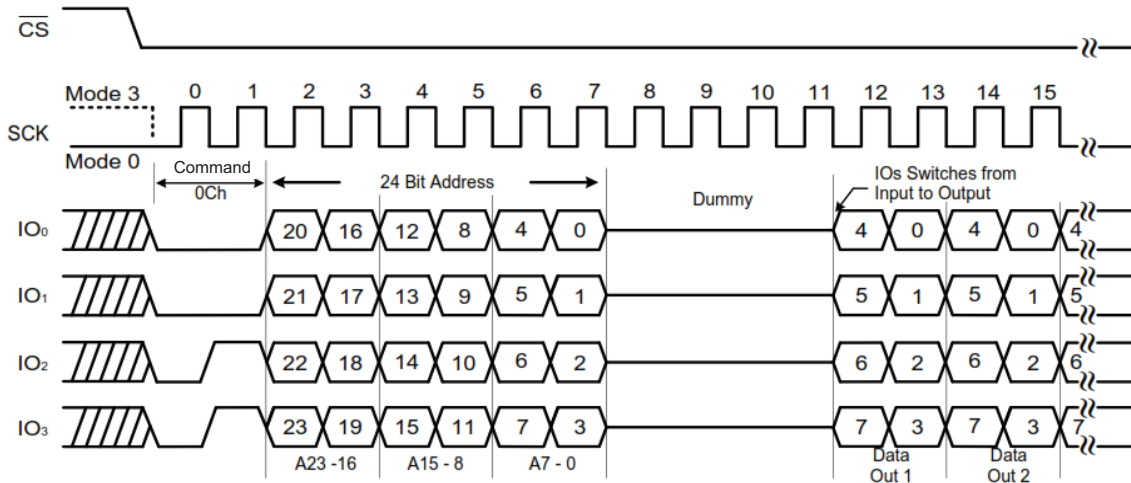 CS
Mode 3
0 1 2 3 4 5 6 7 8 9 10 11 12 13 14 15
SCK
Mode 0
Command
0Ch
24 Bit Address
Dummy
IOs Switches from
Input to Output
IO0 20 16 12 8 4 0 4 0 4 0 4
IO1 21 17 13 9 5 1 5 1 5 1 5
IO2 22 18 14 10 6 2 6 2 6 2 6
IO3 23 19 15 11 7 3 7 3 7 3 7
A23 -16 A15 - 8 A7 - 0
Data
Out 1
Data
Out 2